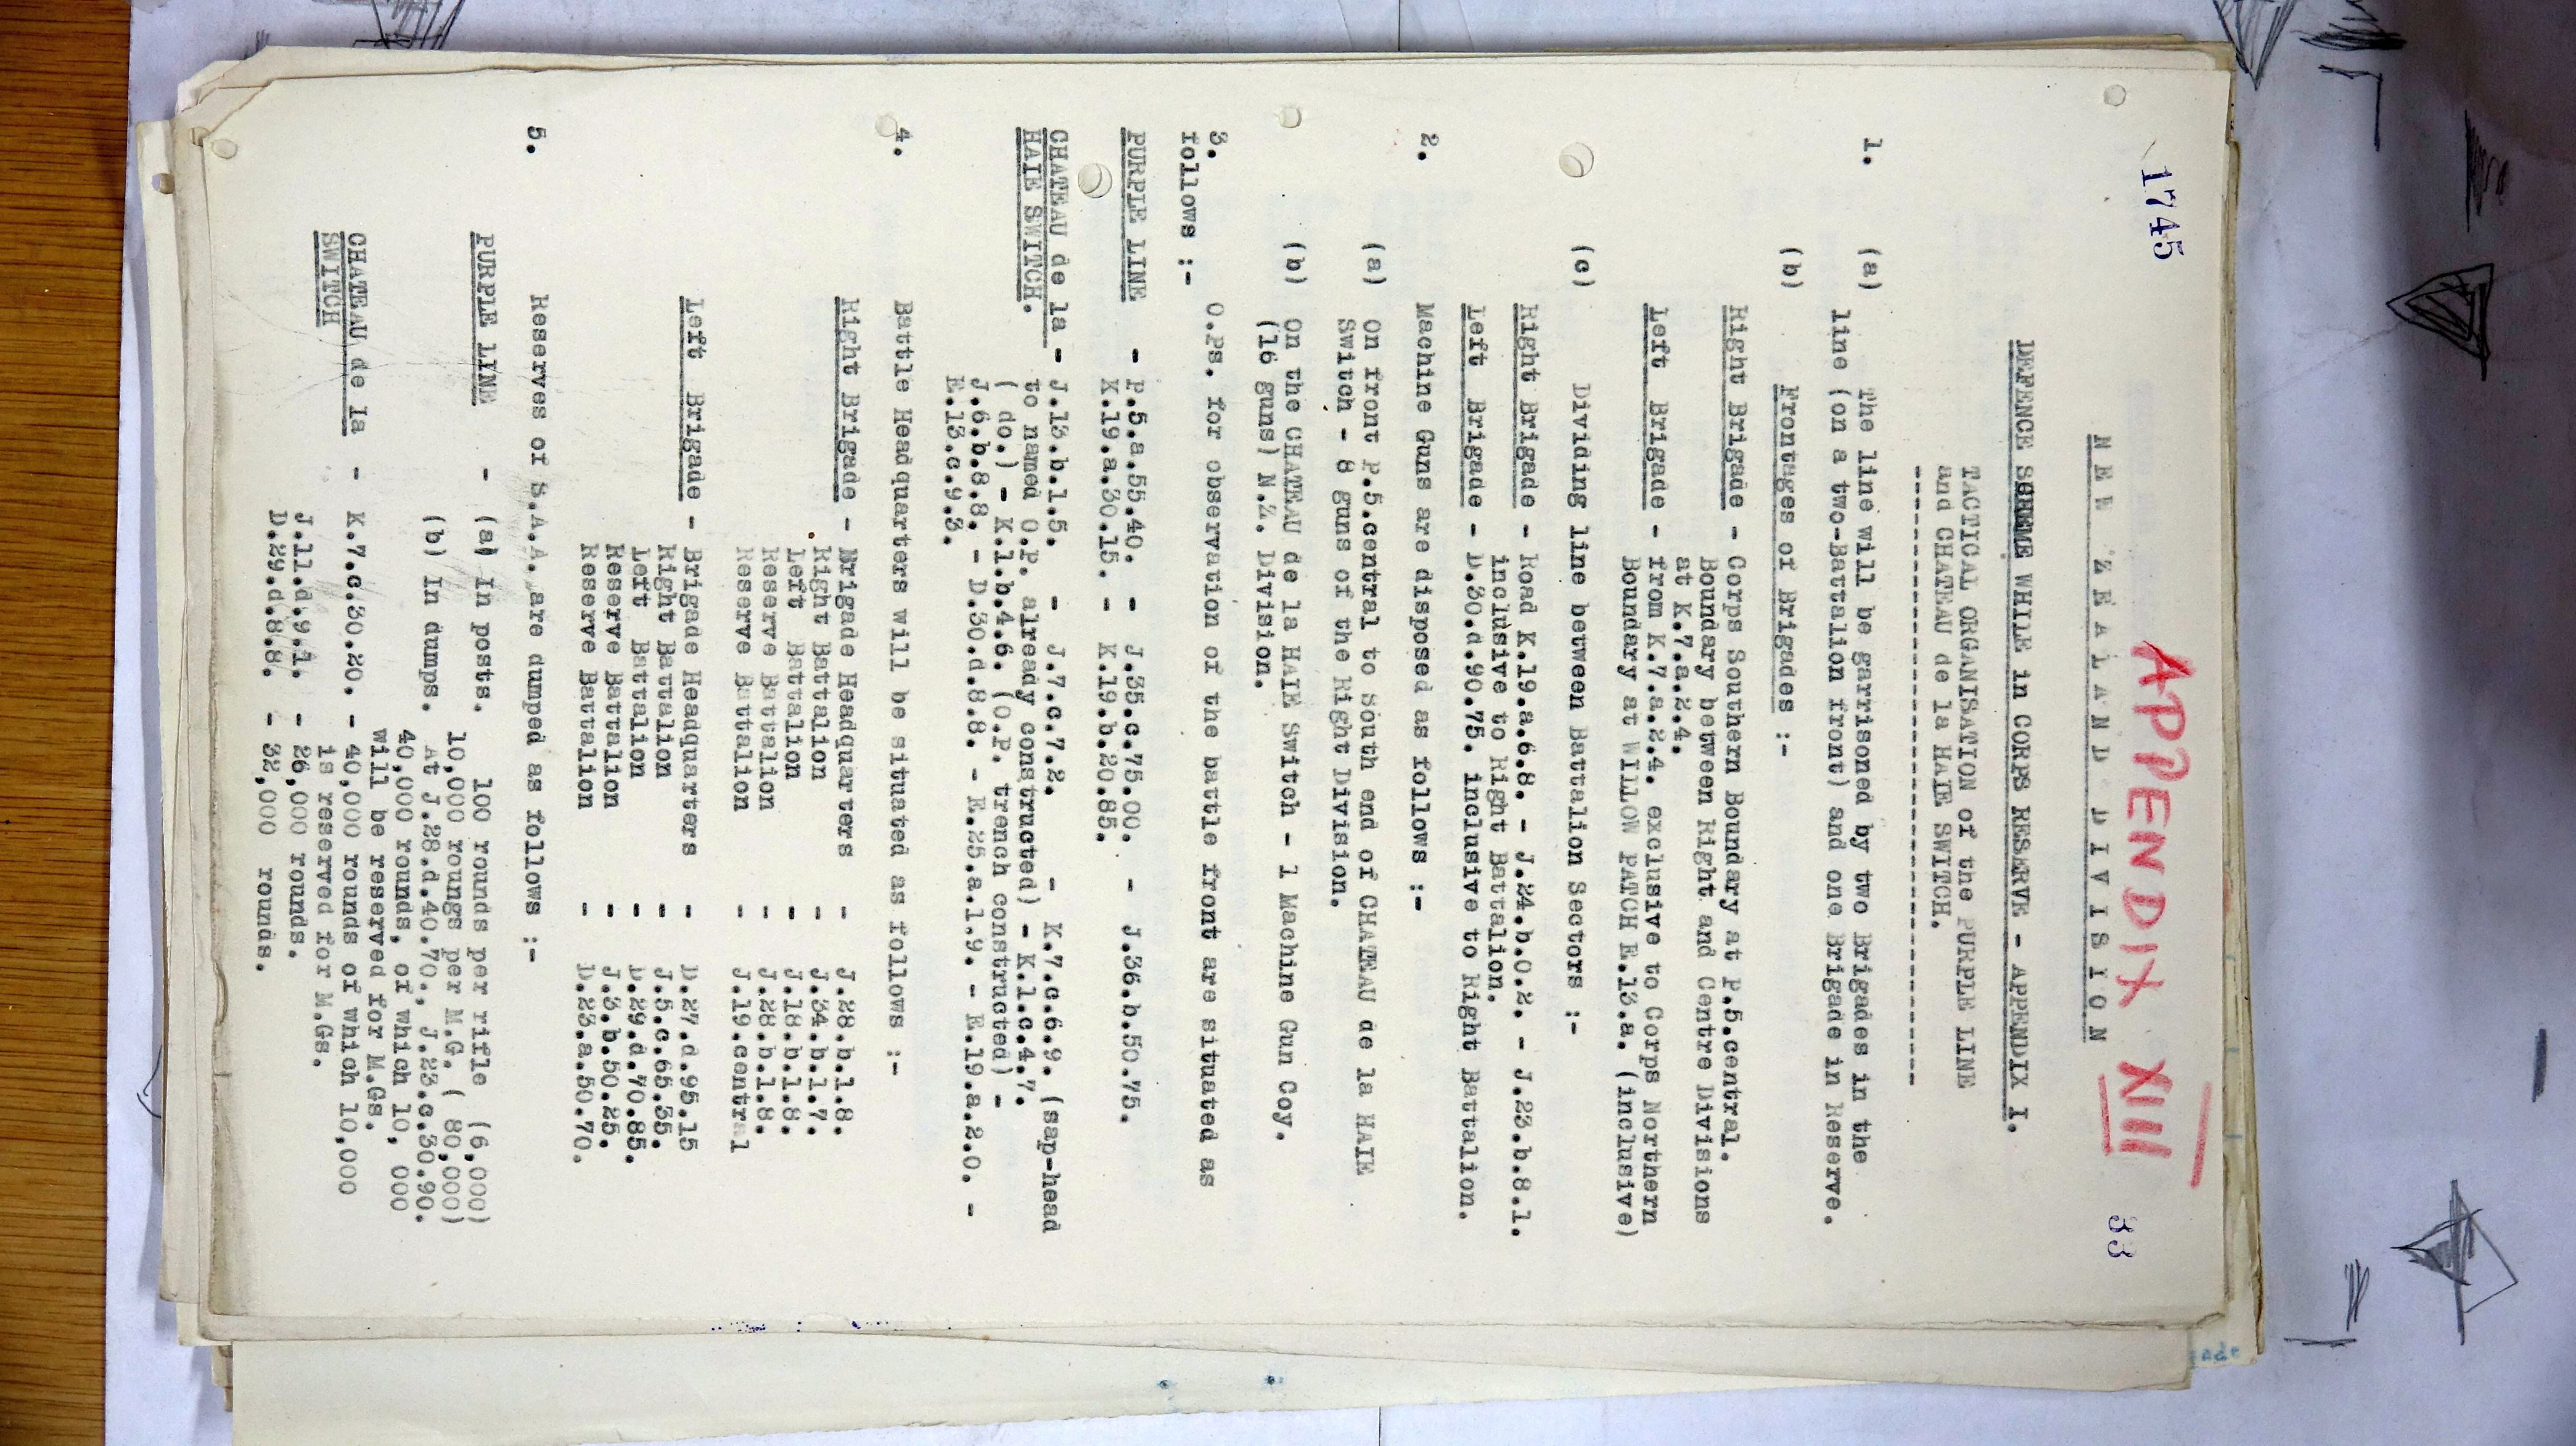 1745
APPENDIX XIII
33
NEW ZEALAND DIVISION
DEFENCE SCHEME WHILE in CORPS RESERVE - APPENDIX I.
TACTICAL ORGANISATION of the PURPLE LINE
and CHATEAU de la HAIE SWITCH.
1. (a) The line will be garrisoned by two Brigades in the
line (on a two-Battalion front) and one Brigade in Reserve.
(b) Frontages of Brigades :-
Right Brigade - Corps Southern Boundary at P.5.central.
Boundary between Right and Centre Divisions
at K.7.a.2.4.
Left Brigade - from K.7.a.2.4. exclusive to Corps Northern
Boundary at WILLOW PATCH E.13.a. (inclusive)
(c) Dividing line between Battalion Sectors :-
Right Brigade - Road K.19.a.6.8. - J.24.b.0.2. - J.23.b.8.1.
inclusive to Right Battalion.
Left Brigade - D.30.d.90.75. inclusive to Right Battalion.
2. Machine Guns are disposed as follows :-
(a) On front P.5.central to South end of CHATEAU de la HAIE
Switch - 8 guns of the Right Division.
(b) On the CHATEAU de la HAIE Switch - 1 Machine Gun Coy.
(16 guns) N.Z. Division.
3. O.Ps. for observation of the battle front are situated as
follows :-
PURPLE LINE - P.5.a.55.40. - J.35.c.75.00. - J.36.b.50.75.
K.19.a.30.15. - K.19.b.20.85.
CHATEAU de la - J.13.b.1.5. - J.7.c.7.2. - K.7.c.6.9. (sap-head
HAIE SWITCH. to named O.P. already constructed) - K.1.c.4.7.
( do.) - K.1.b.4.6. (O.P. trench constructed) -
J.6.b.8.8. - D.30.d.8.8. - E.25.a.1.9. - E.19.a.2.0. -
E.13.c.9.3.
4. Battle Headquarters will be situated as follows :-
Right Brigade - Nrigade Headquarters - J.28.b.1.8.
Right Battalion - J.34.b.1.7.
Left Battalion - J.18.b.1.8.
Reserve Battalion - J.28.b.1.8.
Reserve Battalion - J.19.central
Left Brigade - Brigade Headquarters - D.27.d.95.15
Right Battalion - J.5.c.65.35.
Left Battalion - D.29.d.70.85.
Reserve Battalion - J.3.b.50.25.
Reserve Battalion - D.23.a.50.70.
5. Reserves of S.A.A. are dumped as follows :-
PURPLE LINE - (a) In posts. 100 rounds per rifle (6,000)
10,000 roungs per M.G. ( 80,000)
(b) In dumps. At J.28.d.40.70., J.23.c.30.90.
40,000 rounds, of which 10, 000
will be reserved for M.Gs.
CHATEAU de la - K.7.c.30.20. - 40,000 rounds of which 10,000
SWITCH is reserved for M.Gs.
J.11.d.9.1. - 26,000 rounds.
D.29.d.8.8. - 32,000 rounds.